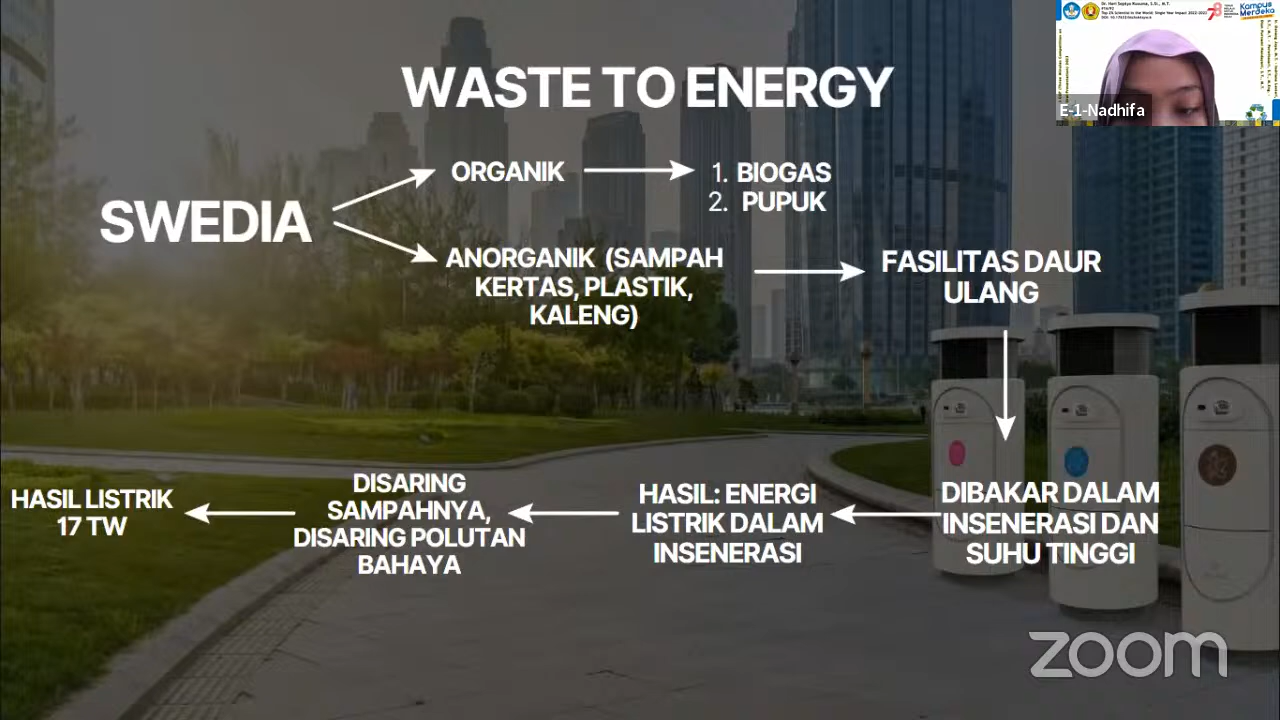 WASTE TO ENERGY
SWEDIA
ORGANIK
1. BIOGAS
2. PUPUK
ANORGANIK (SAMPAH
KERTAS, PLASTIK,
KALENG)
FASILITAS DAUR
ULANG
DIBAKAR DALAM
INSENERASI DAN
SUHU TINGGI
HASIL: ENERGI
LISTRIK DALAM
INSENERASI
DISARING
SAMPAHNYA,
DISARING POLUTAN
BAHAYA
HASIL LISTRIK
17 TW
E-1-Nadhifa
Kampus
Merdeka
zoom